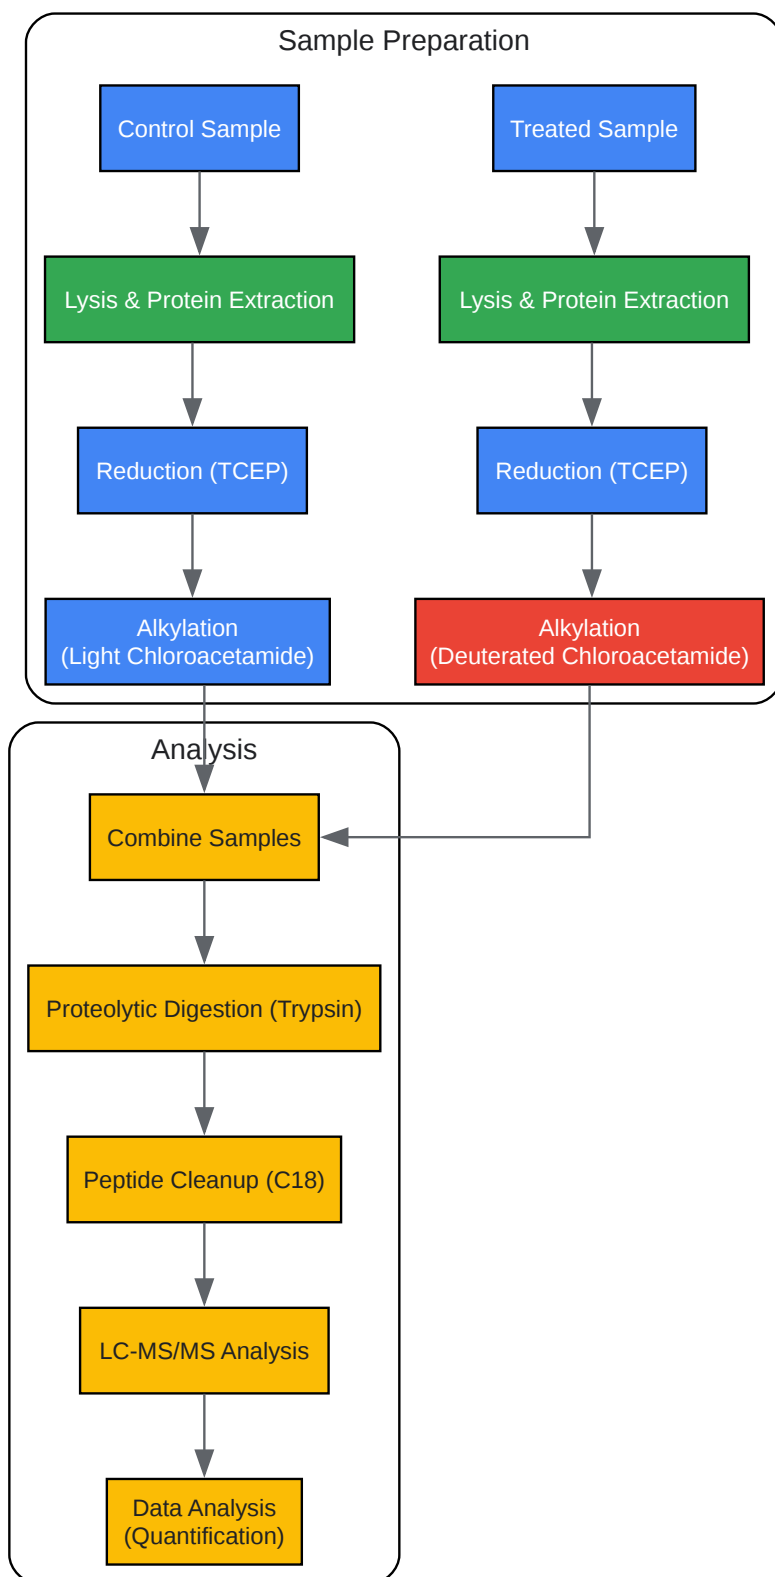 Sample Preparation
Control Sample
Treated Sample
Lysis & Protein Extraction
Lysis & Protein Extraction
Reduction (TCEP)
Reduction (TCEP)
Alkylation
(Light Chloroacetamide)
Alkylation
(Deuterated Chloroacetamide)
Analysis
Combine Samples
Proteolytic Digestion (Trypsin)
Peptide Cleanup (C18)
LC-MS/MS Analysis
Data Analysis
(Quantification)